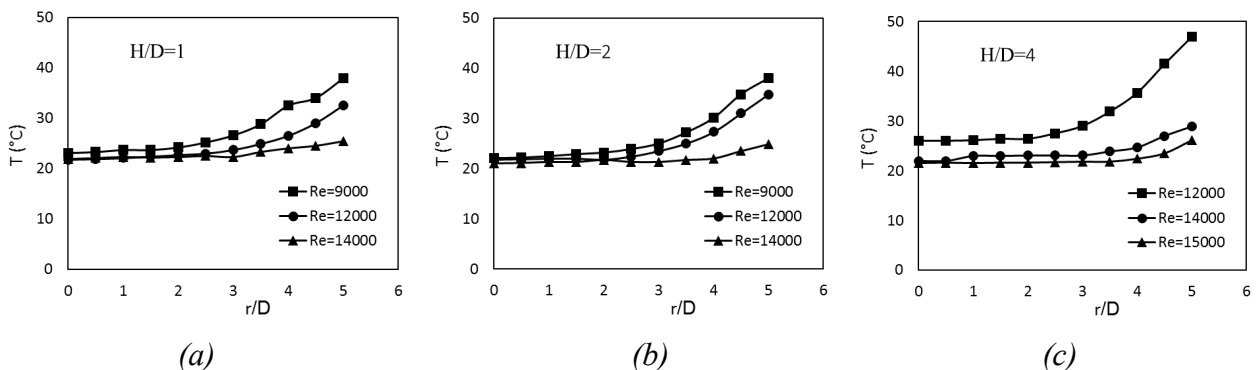 50
40
30
20
10
0
T (°C)
H/D=1
Re=9000
Re=12000
Re=14000
0 1 2 3 4 5 6
r/D
(a)
50
40
30
20
10
0
T (°C)
H/D=2
Re=9000
Re=12000
Re=14000
0 1 2 3 4 5 6
r/D
(b)
50
40
30
20
10
0
T (°C)
H/D=4
Re=12000
Re=14000
Re=15000
0 1 2 3 4 5 6
r/D
(c)